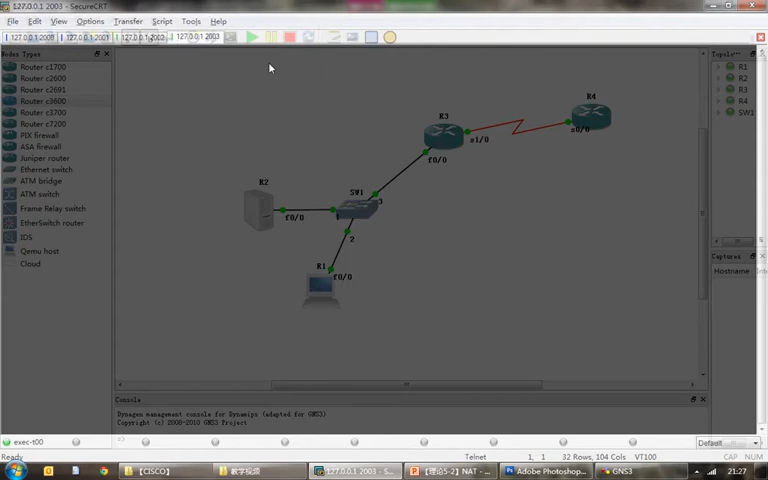 127.0.0.1 2003 - SecureCRT
File Edit View Options Transfer Script Tools Help
127.0.0.1 2000 127.0.0.1 2001 127.0.0.1 2002 127.0.0.1 2003
Nodes Types
Router c1700
Router c2600
Router c2691
Router c3600
Router c3700
Router c7200
PIX firewall
ASA firewall
Juniper router
Ethernet switch
ATM bridge
ATM switch
Frame Relay switch
EtherSwitch router
IDS
Qemu host
Cloud
R4
R3
s1/0
s0/0
f0/0
R2
SW1
3
f0/0
1
2
R1
f0/0
Topolo
R1
R2
R3
R4
SW1
Captures
Hostname
Console
Dynagen management console for Dynamips (adapted for GNS3)
Copyright (c) 2008-2010 GNS3 Project
exec-t00
Default
Ready
1, 1 32 Rows, 104 Cols VT100
CAP NUM
【CISCO】
教学视频
127.0.0.1 2003 - S...
【理论5-2】NAT - ...
Adobe Photoshop...
GNS3
21:27